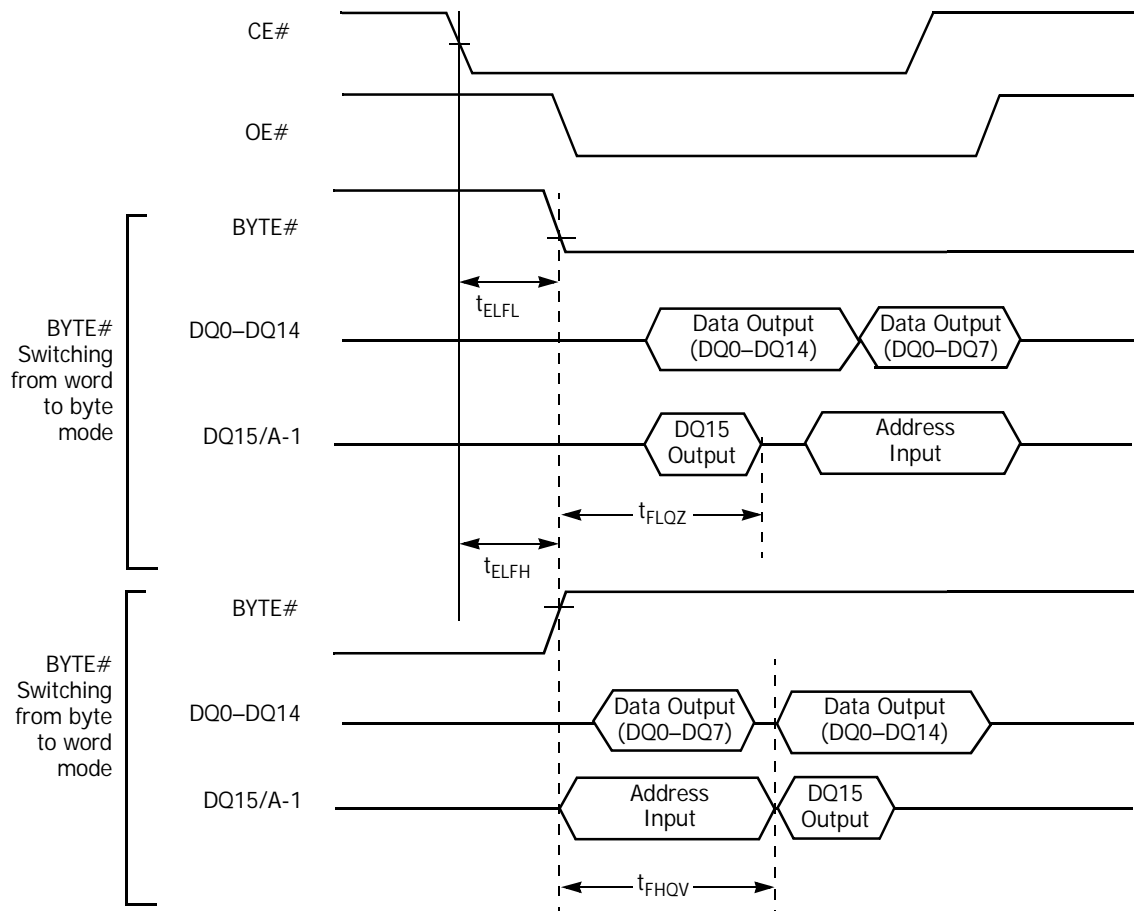 CE#
OE#
BYTE#
tELFL
BYTE#
Switching
from word
to byte
mode
DQ0–DQ14
Data Output
(DQ0–DQ14)
Data Output
(DQ0–DQ7)
DQ15/A-1
DQ15
Output
Address
Input
tFLQZ
tELFH
BYTE#
BYTE#
Switching
from byte
to word
mode
DQ0–DQ14
Data Output
(DQ0–DQ7)
Data Output
(DQ0–DQ14)
DQ15/A-1
Address
Input
DQ15
Output
tFHQV